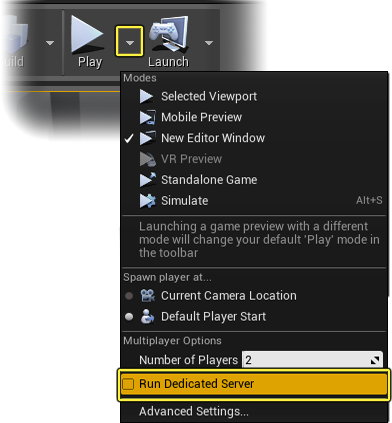 Play
Launch
Modes
Selected Viewport
Mobile Preview
New Editor Window
VR Preview
Standalone Game
Simulate Alt+S
Launching a game preview with a different
mode will change your default 'Play' mode in
the toolbar
Spawn player at...
Current Camera Location
Default Player Start
Multiplayer Options
Number of Players 2
Run Dedicated Server
Advanced Settings...